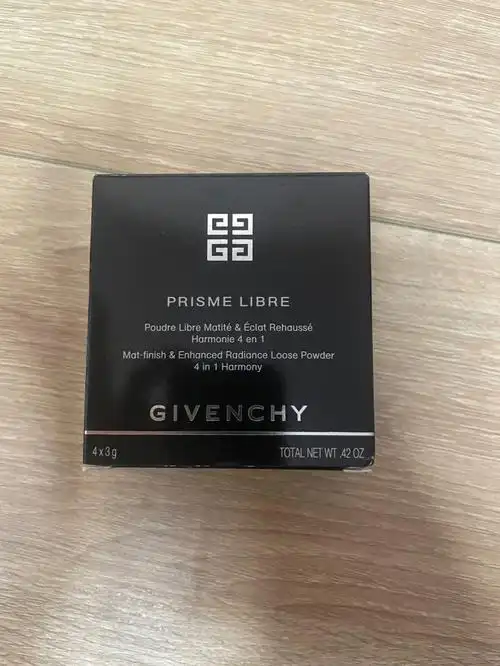 PRISME LIBRE
Poudre Libre Matité & Éclat Rehaussé
Harmonie 4 en 1
Mat-finish & Enhanced Radiance Loose Powder
4 in 1 Harmony
GIVENCHY
4 x 3 g TOTAL NET WT .42 OZ